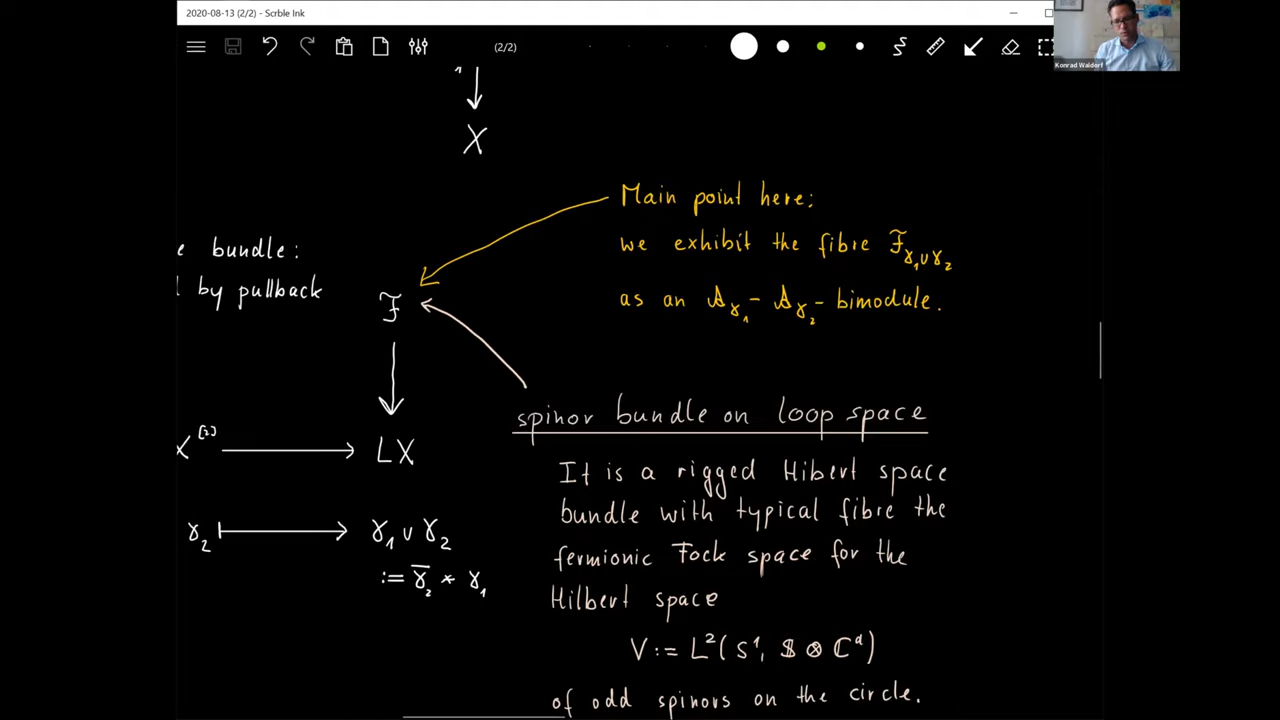 2020-08-13 (2/2) - Scrble Ink
(2/2)
Konrad Waldorf
X
Main point here:
we exhibit the fibre ℱ_{γ₁∪γ₂}
as an 𝒜_{γ₁} - 𝒜_{γ₂} - bimodule.
e bundle:
l by pullback
ℱ
spinor bundle on loop space
X^{[2]} ⟶ LX
It is a rigged Hibert space
bundle with typical fibre the
γ₂ ⟼ γ₁ ∪ γ₂
fermionic Fock space for the
:= γ̄₂ * γ₁
Hilbert space
V := L²(S¹, 𝕊 ⊗ ℂᵈ)
of odd spinors on the circle.